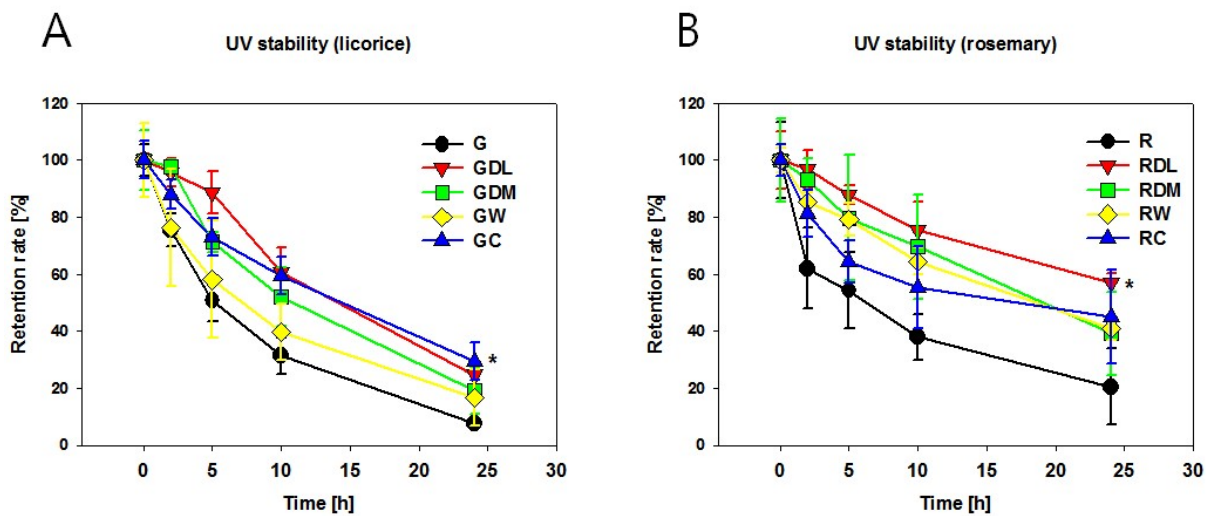 A
UV stability (licorice)
Retention rate [%]
120
100
80
60
40
20
0
G
GDL
GDM
GW
GC
*
0 5 10 15 20 25 30
Time [h]
B
UV stability (rosemary)
Retention rate [%]
120
100
80
60
40
20
0
R
RDL
RDM
RW
RC
*
0 5 10 15 20 25 30
Time [h]